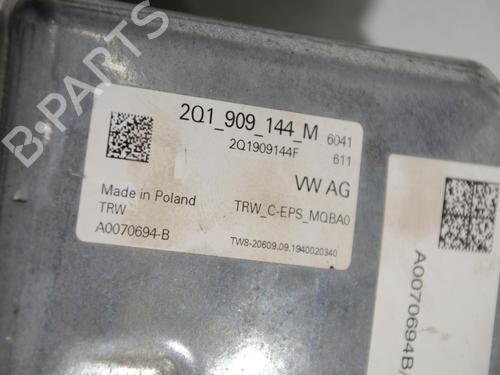 B-PARTS
2Q1_909_144_M 6041
2Q1909144F 611
VW AG
Made in Poland TRW_C-EPS_MQBA0
TRW
A0070694-B TW8-20609.09.1940020340
A0070694B